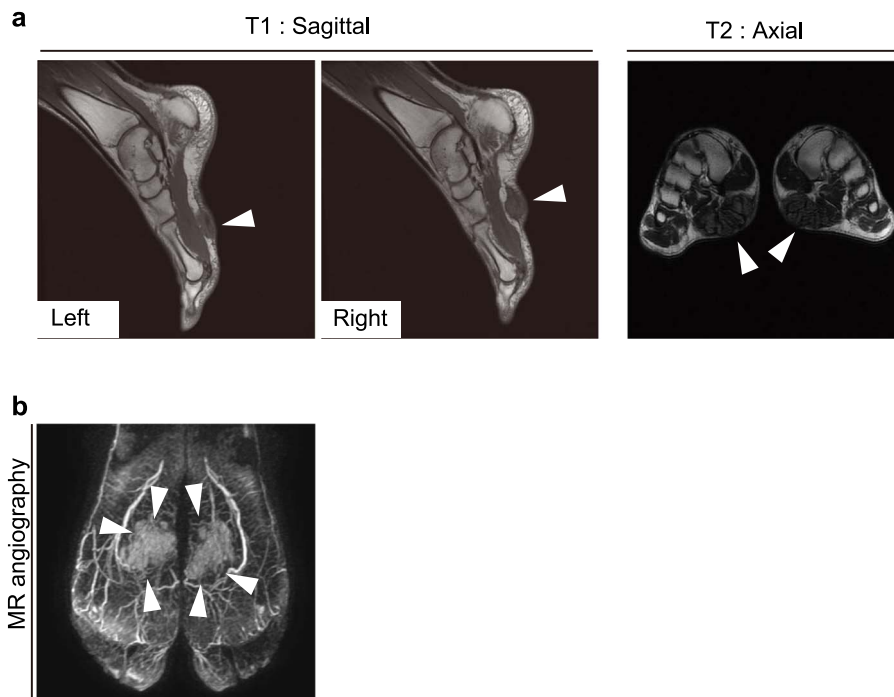 a
T1 : Sagittal
T2 : Axial
Left
Right
b
MR angiography